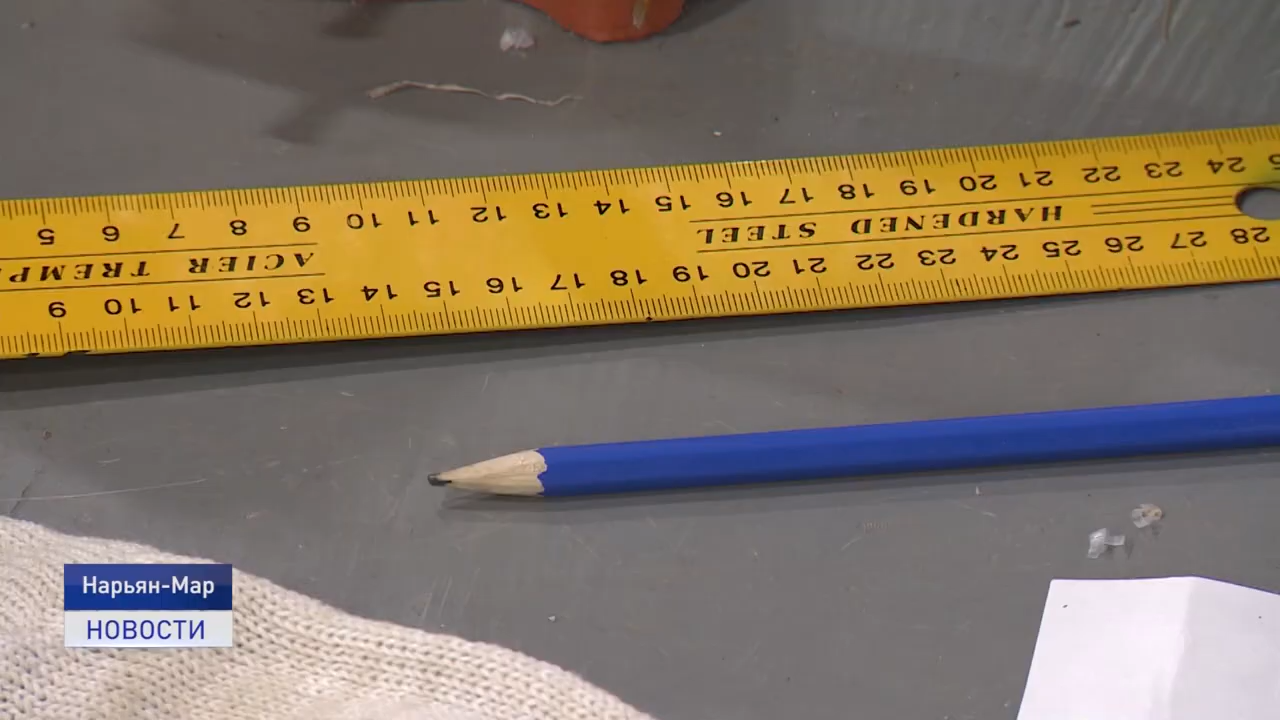 5 6 7 8 9 10 11 12 13 14 15 16 17 18 19 20 21 22 23 24
HARDENED STEEL
ACIER TREMP
9 10 11 12 13 14 15 16 17 18 19 20 21 22 23 24 25 26 27 28
Нарьян-Мар
НОВОСТИ